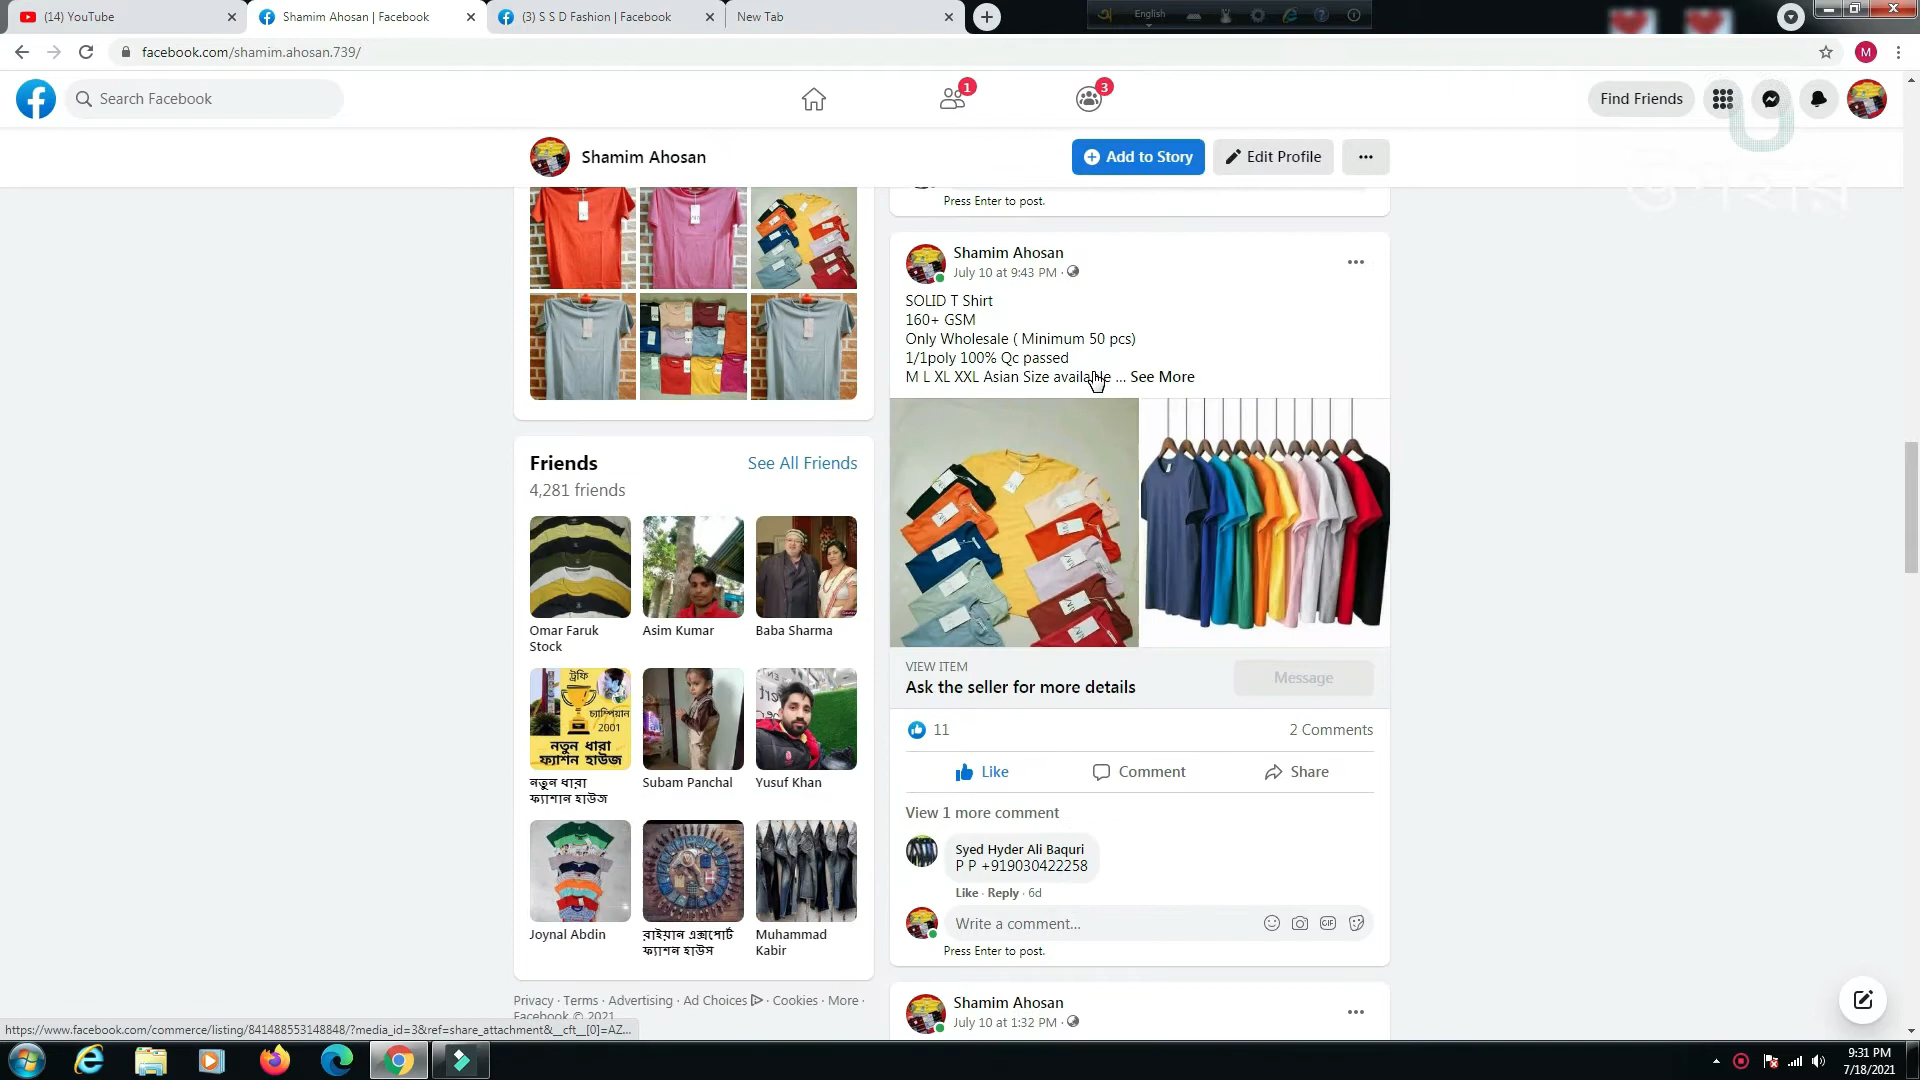 (14) YouTube
Shamim Ahosan | Facebook
(3) S S D Fashion | Facebook
New Tab
English
facebook.com/shamim.ahosan.739/
M
Search Facebook
1
3
Find Friends
Shamim Ahosan
Add to Story
Edit Profile
Press Enter to post.
Shamim Ahosan
July 10 at 9:43 PM ·
SOLID T Shirt
160+ GSM
Only Wholesale ( Minimum 50 pcs)
1/1poly 100% Qc passed
M L XL XXL Asian Size available ... See More
Friends
See All Friends
4,281 friends
Omar Faruk Stock
Asim Kumar
Baba Sharma
ট্রফি
চ্যাম্পিয়ান
2001
নতুন ধারা
ফ্যাশন হাউজ
নতুন ধারা
ফ্যাশান হাউজ
Subam Panchal
Yusuf Khan
Joynal Abdin
রাইয়ান এক্সপোর্ট
ফ্যাশন হাউস
Muhammad Kabir
VIEW ITEM
Ask the seller for more details
Message
11
2 Comments
Like
Comment
Share
View 1 more comment
Syed Hyder Ali Baquri
P P +919030422258
Like · Reply · 6d
Write a comment...
GIF
Press Enter to post.
Shamim Ahosan
July 10 at 1:32 PM ·
Privacy · Terms · Advertising · Ad Choices · Cookies · More ·
Facebook © 2021
https://www.facebook.com/commerce/listing/841488553148848/?media_id=3&ref=share_attachment&__cft__[0]=AZ...
9:31 PM
7/18/2021